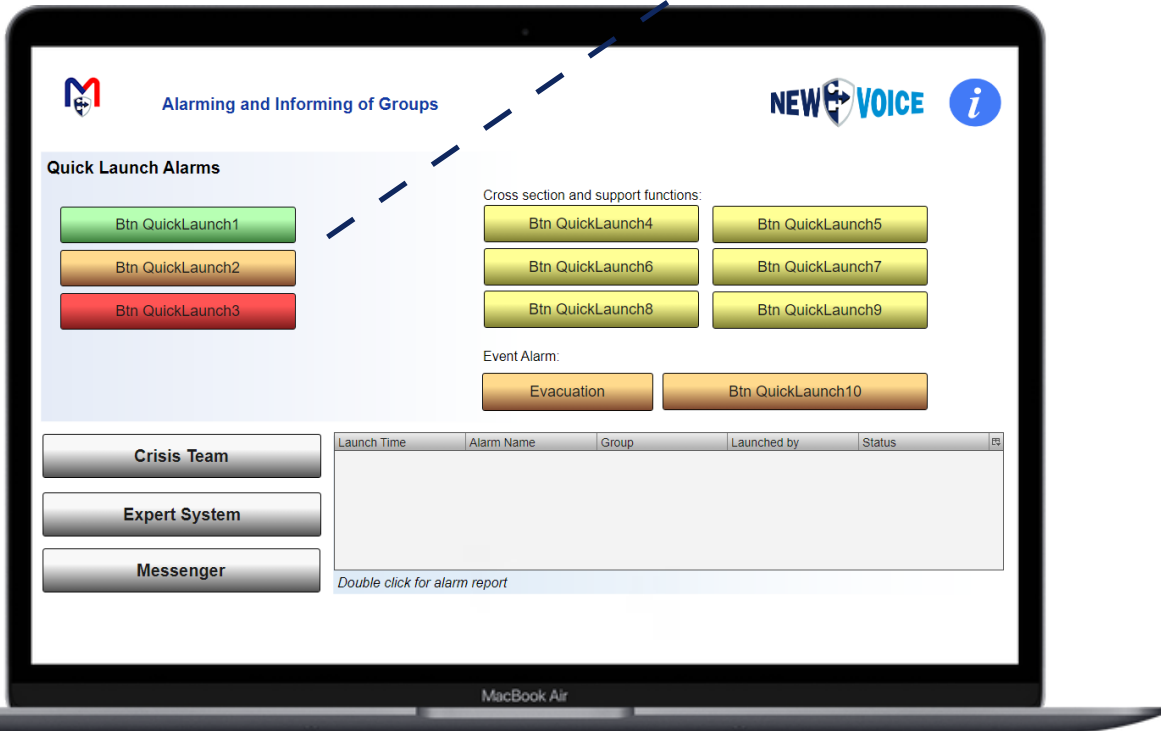 Alarming and Informing of Groups
NEW VOICE
i
Quick Launch Alarms
Btn QuickLaunch1
Btn QuickLaunch2
Btn QuickLaunch3
Cross section and support functions:
Btn QuickLaunch4
Btn QuickLaunch5
Btn QuickLaunch6
Btn QuickLaunch7
Btn QuickLaunch8
Btn QuickLaunch9
Event Alarm:
Evacuation
Btn QuickLaunch10
Crisis Team
Expert System
Messenger
Launch Time Alarm Name Group Launched by Status
Double click for alarm report
MacBook Air